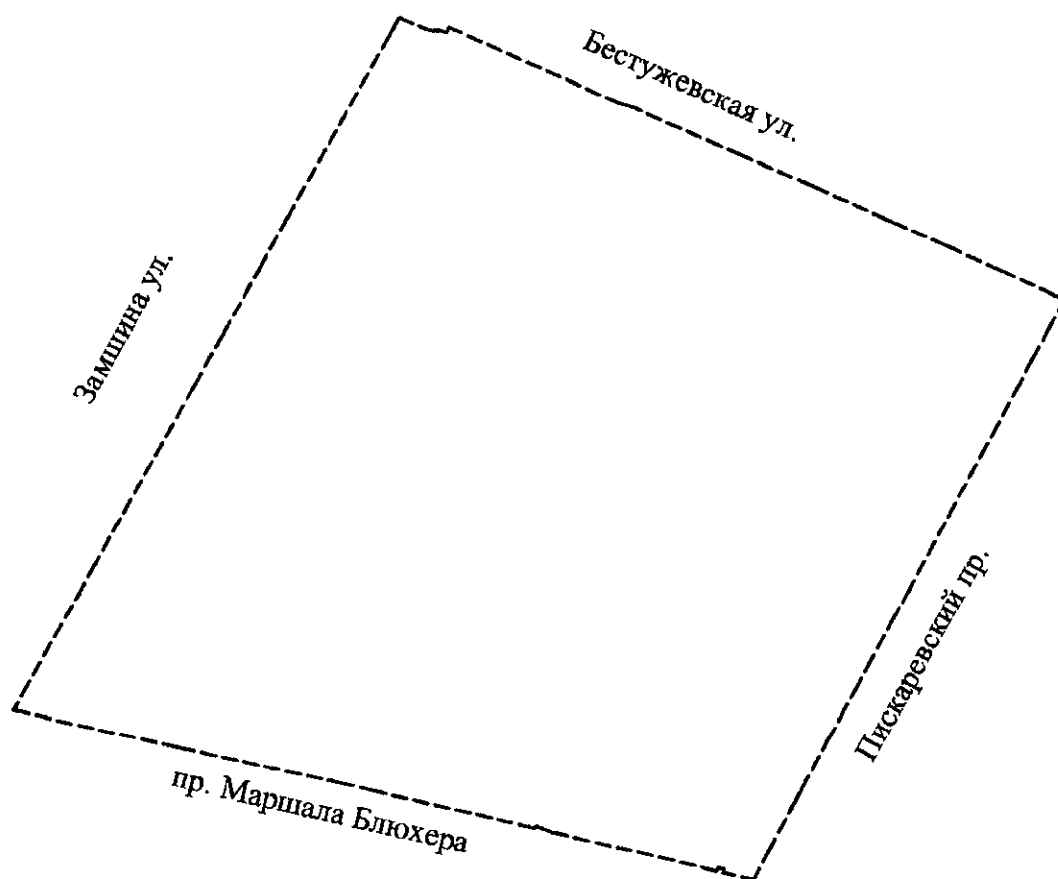 Бестужевская ул.
Замшина ул.
Пискаревский пр.
пр. Маршала Блюхера